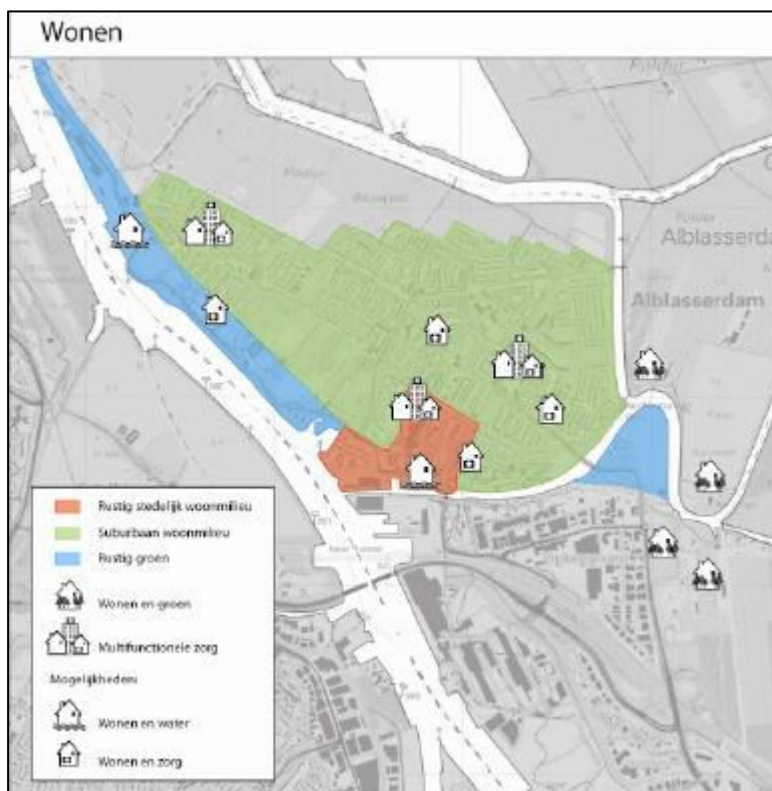 Wonen
Alblasserda
Alblasserdam
Rustig stedelijk woonmilieu
Suburbaan woonmilieu
Rustig groen
Wonen en groen
Multifunctionele zorg
Mogelijkheden:
Wonen en water
Wonen en zorg